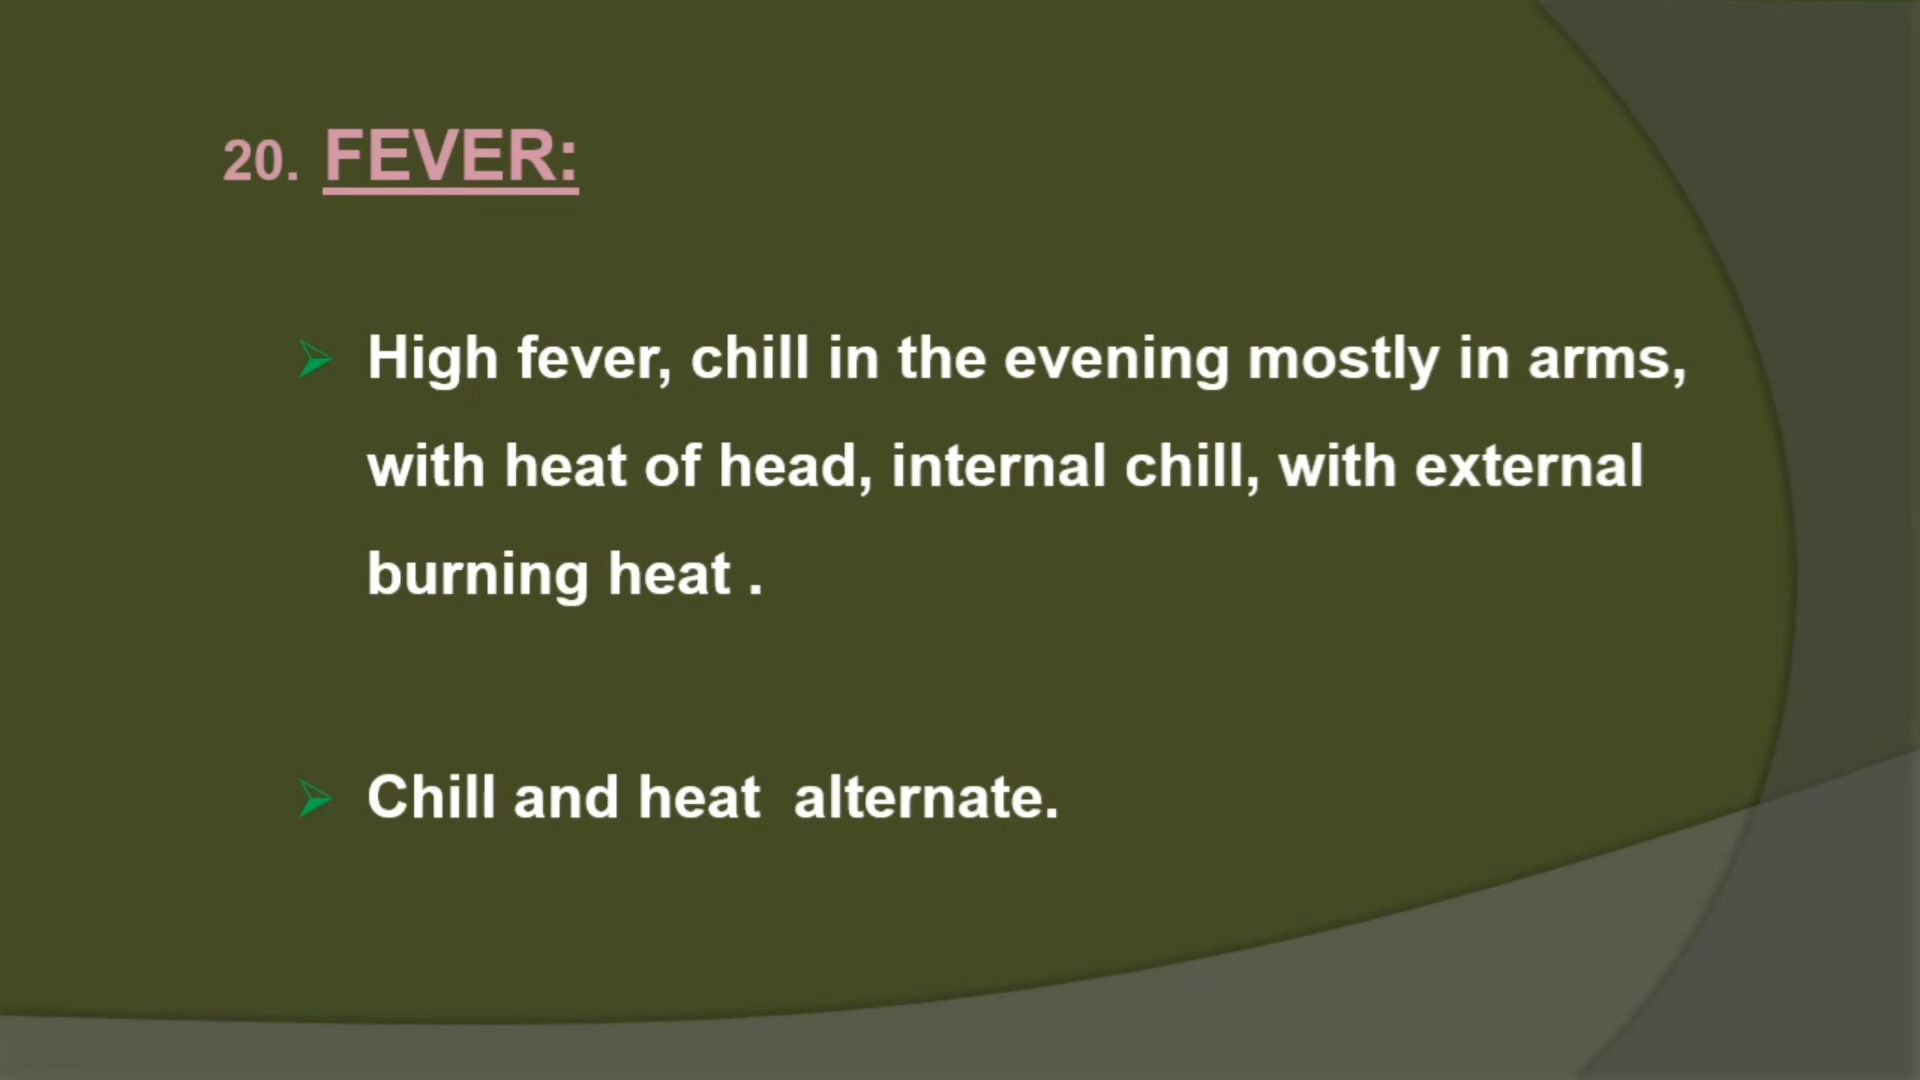 20. FEVER:
High fever, chill in the evening mostly in arms,
with heat of head, internal chill, with external
burning heat .
Chill and heat  alternate.